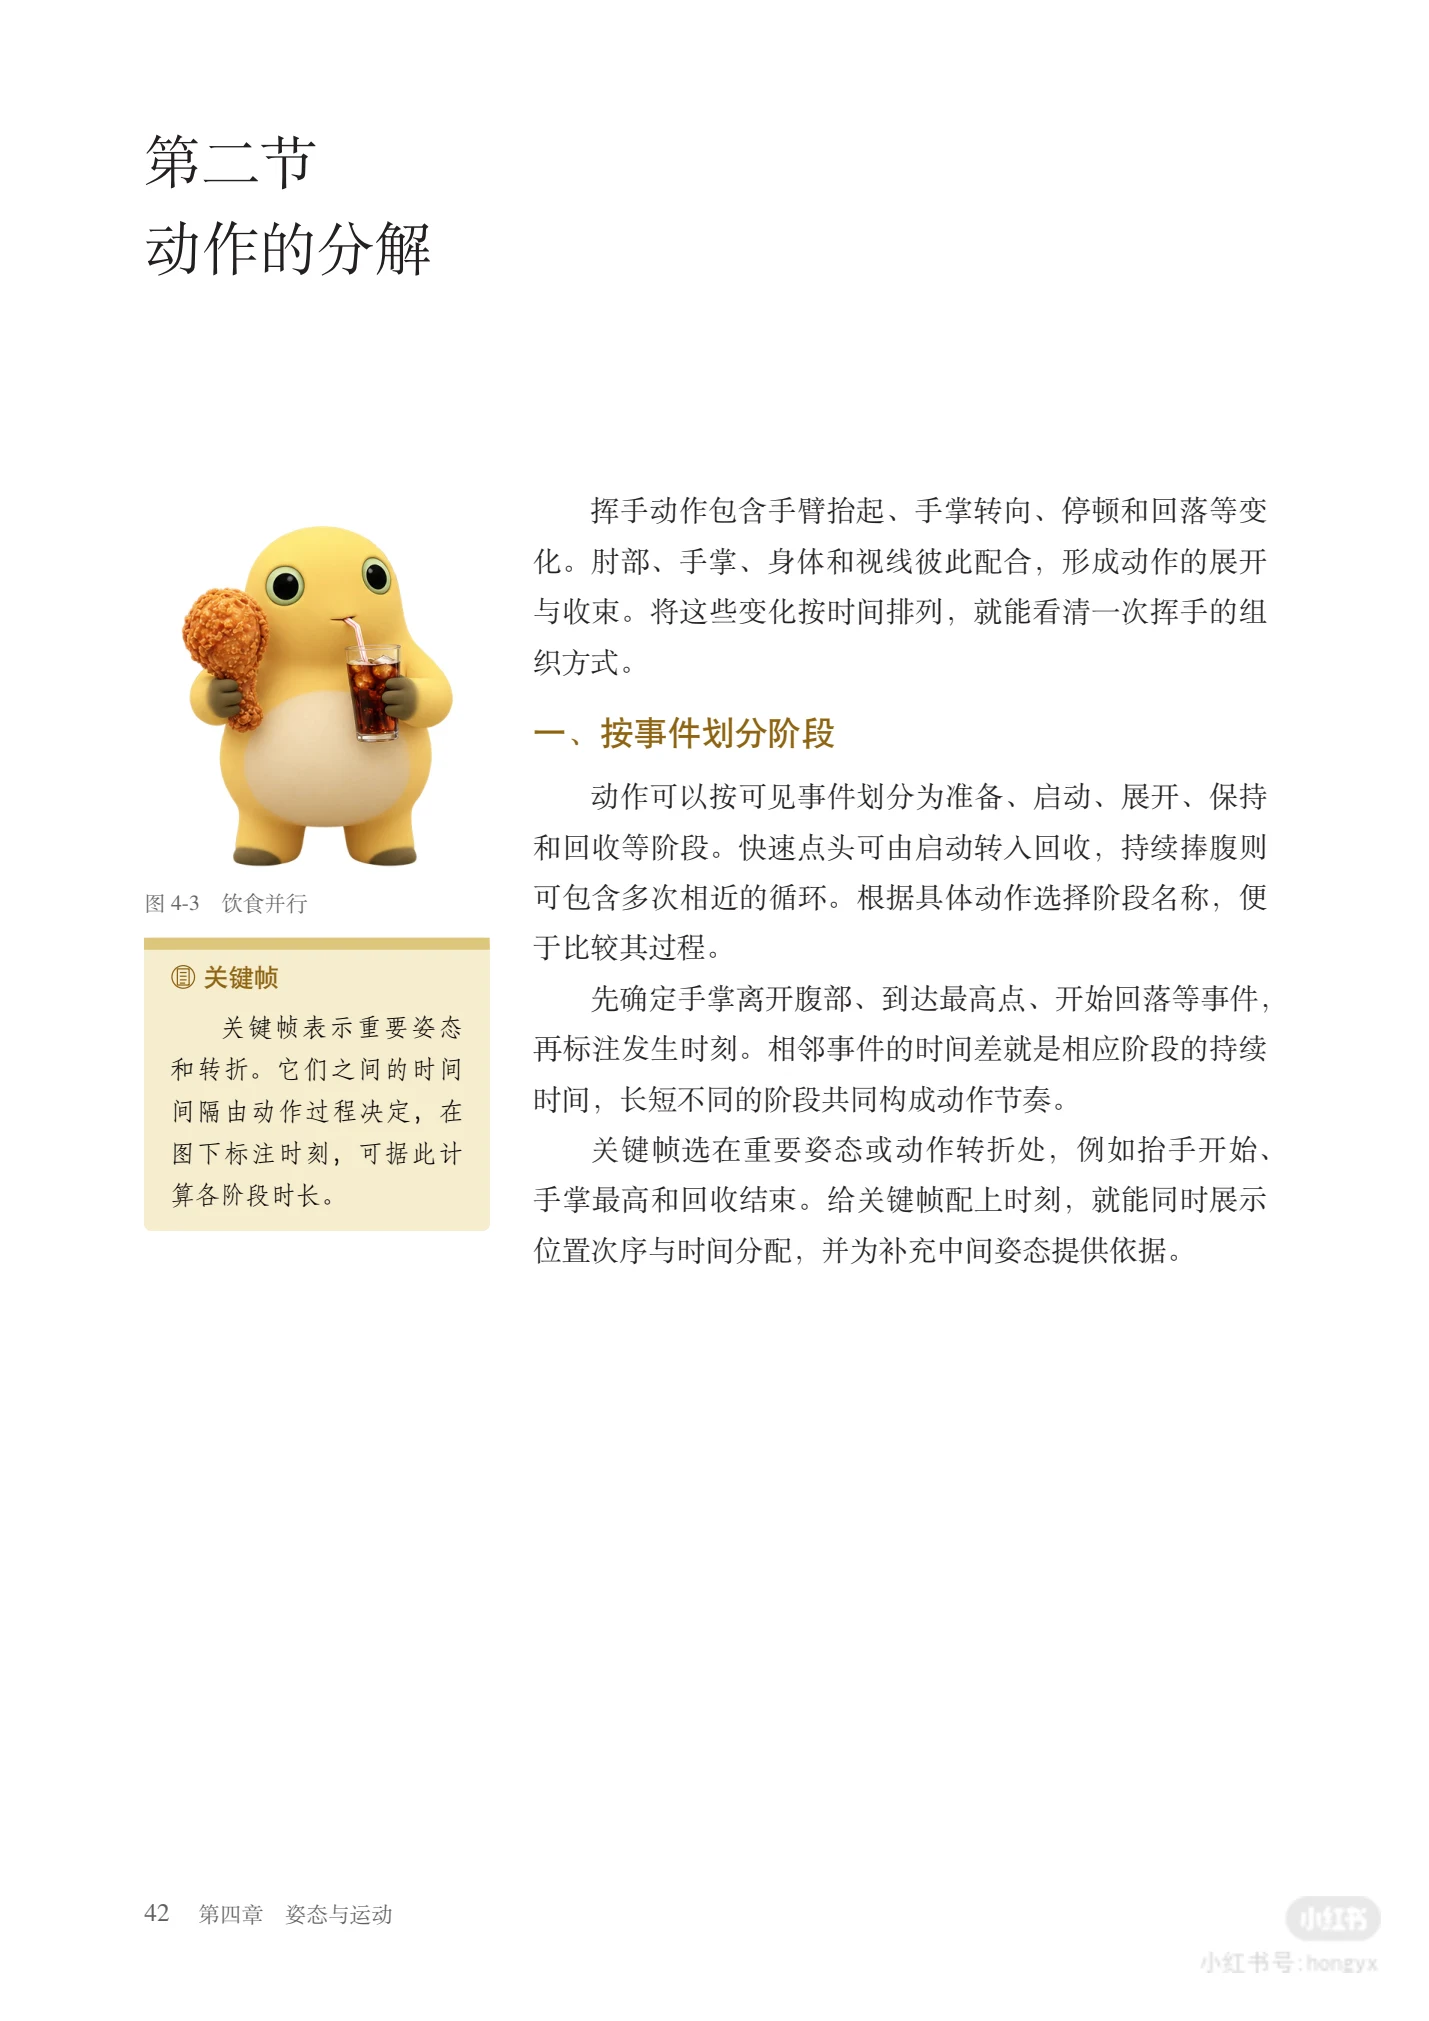 第二节
动作的分解
挥手动作包含手臂抬起、手掌转向、停顿和回落等变
化。肘部、手掌、身体和视线彼此配合，形成动作的展开
与收束。将这些变化按时间排列，就能看清一次挥手的组
织方式。
一、按事件划分阶段
动作可以按可见事件划分为准备、启动、展开、保持
和回收等阶段。快速点头可由启动转入回收，持续捧腹则
可包含多次相近的循环。根据具体动作选择阶段名称，便
于比较其过程。
先确定手掌离开腹部、到达最高点、开始回落等事件，
再标注发生时刻。相邻事件的时间差就是相应阶段的持续
时间，长短不同的阶段共同构成动作节奏。
关键帧选在重要姿态或动作转折处，例如抬手开始、
手掌最高和回收结束。给关键帧配上时刻，就能同时展示
位置次序与时间分配，并为补充中间姿态提供依据。
图 4-3 饮食并行
关键帧
关键帧表示重要姿态
和转折。它们之间的时间
间隔由动作过程决定，在
图下标注时刻，可据此计
算各阶段时长。
42 第四章 姿态与运动
小红书
小红书号:hongyx